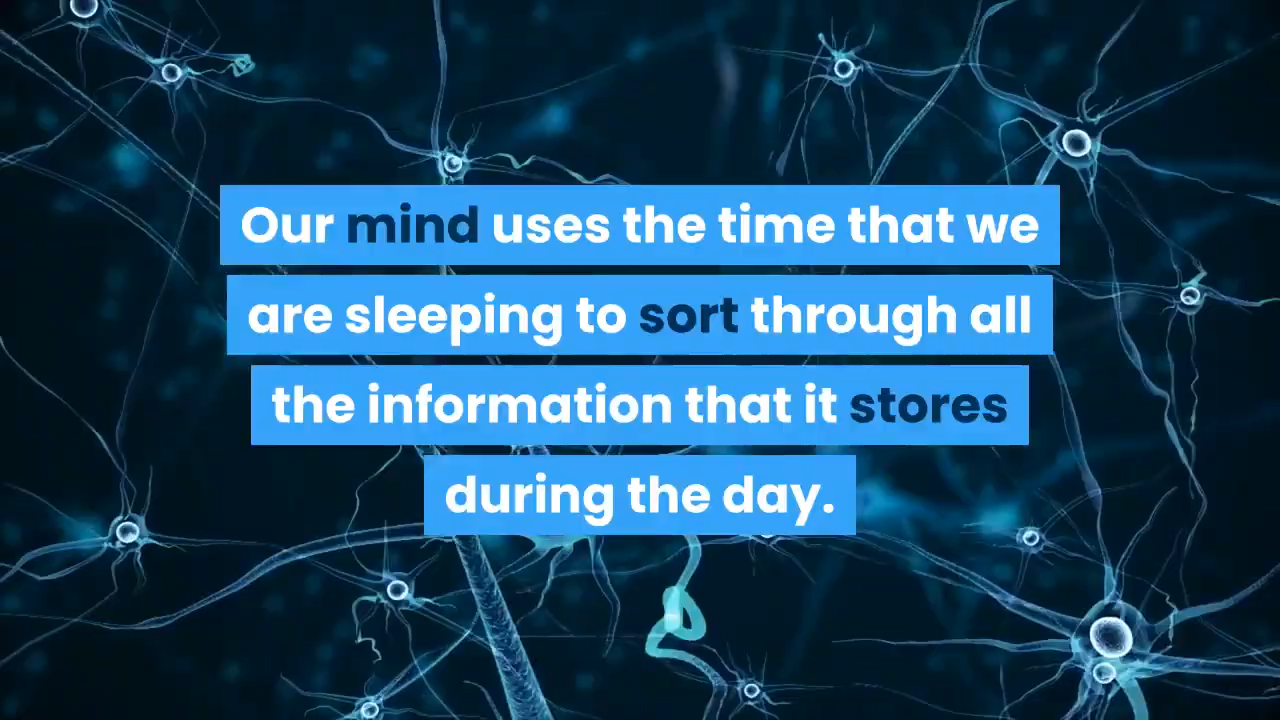 Our mind uses the time that we
are sleeping to sort through all
the information that it stores
during the day.